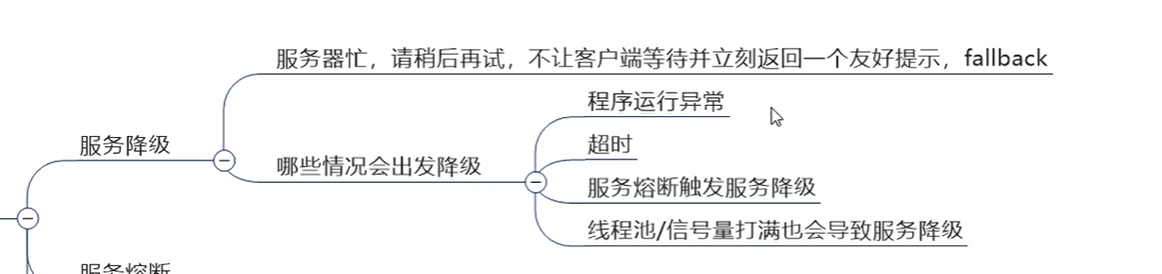 服务器忙，请稍后再试，不让客户端等待并立刻返回一个友好提示，fallback
程序运行异常
服务降级
超时
哪些情况会出发降级
服务熔断触发服务降级
线程池/信号量打满也会导致服务降级
服务熔断